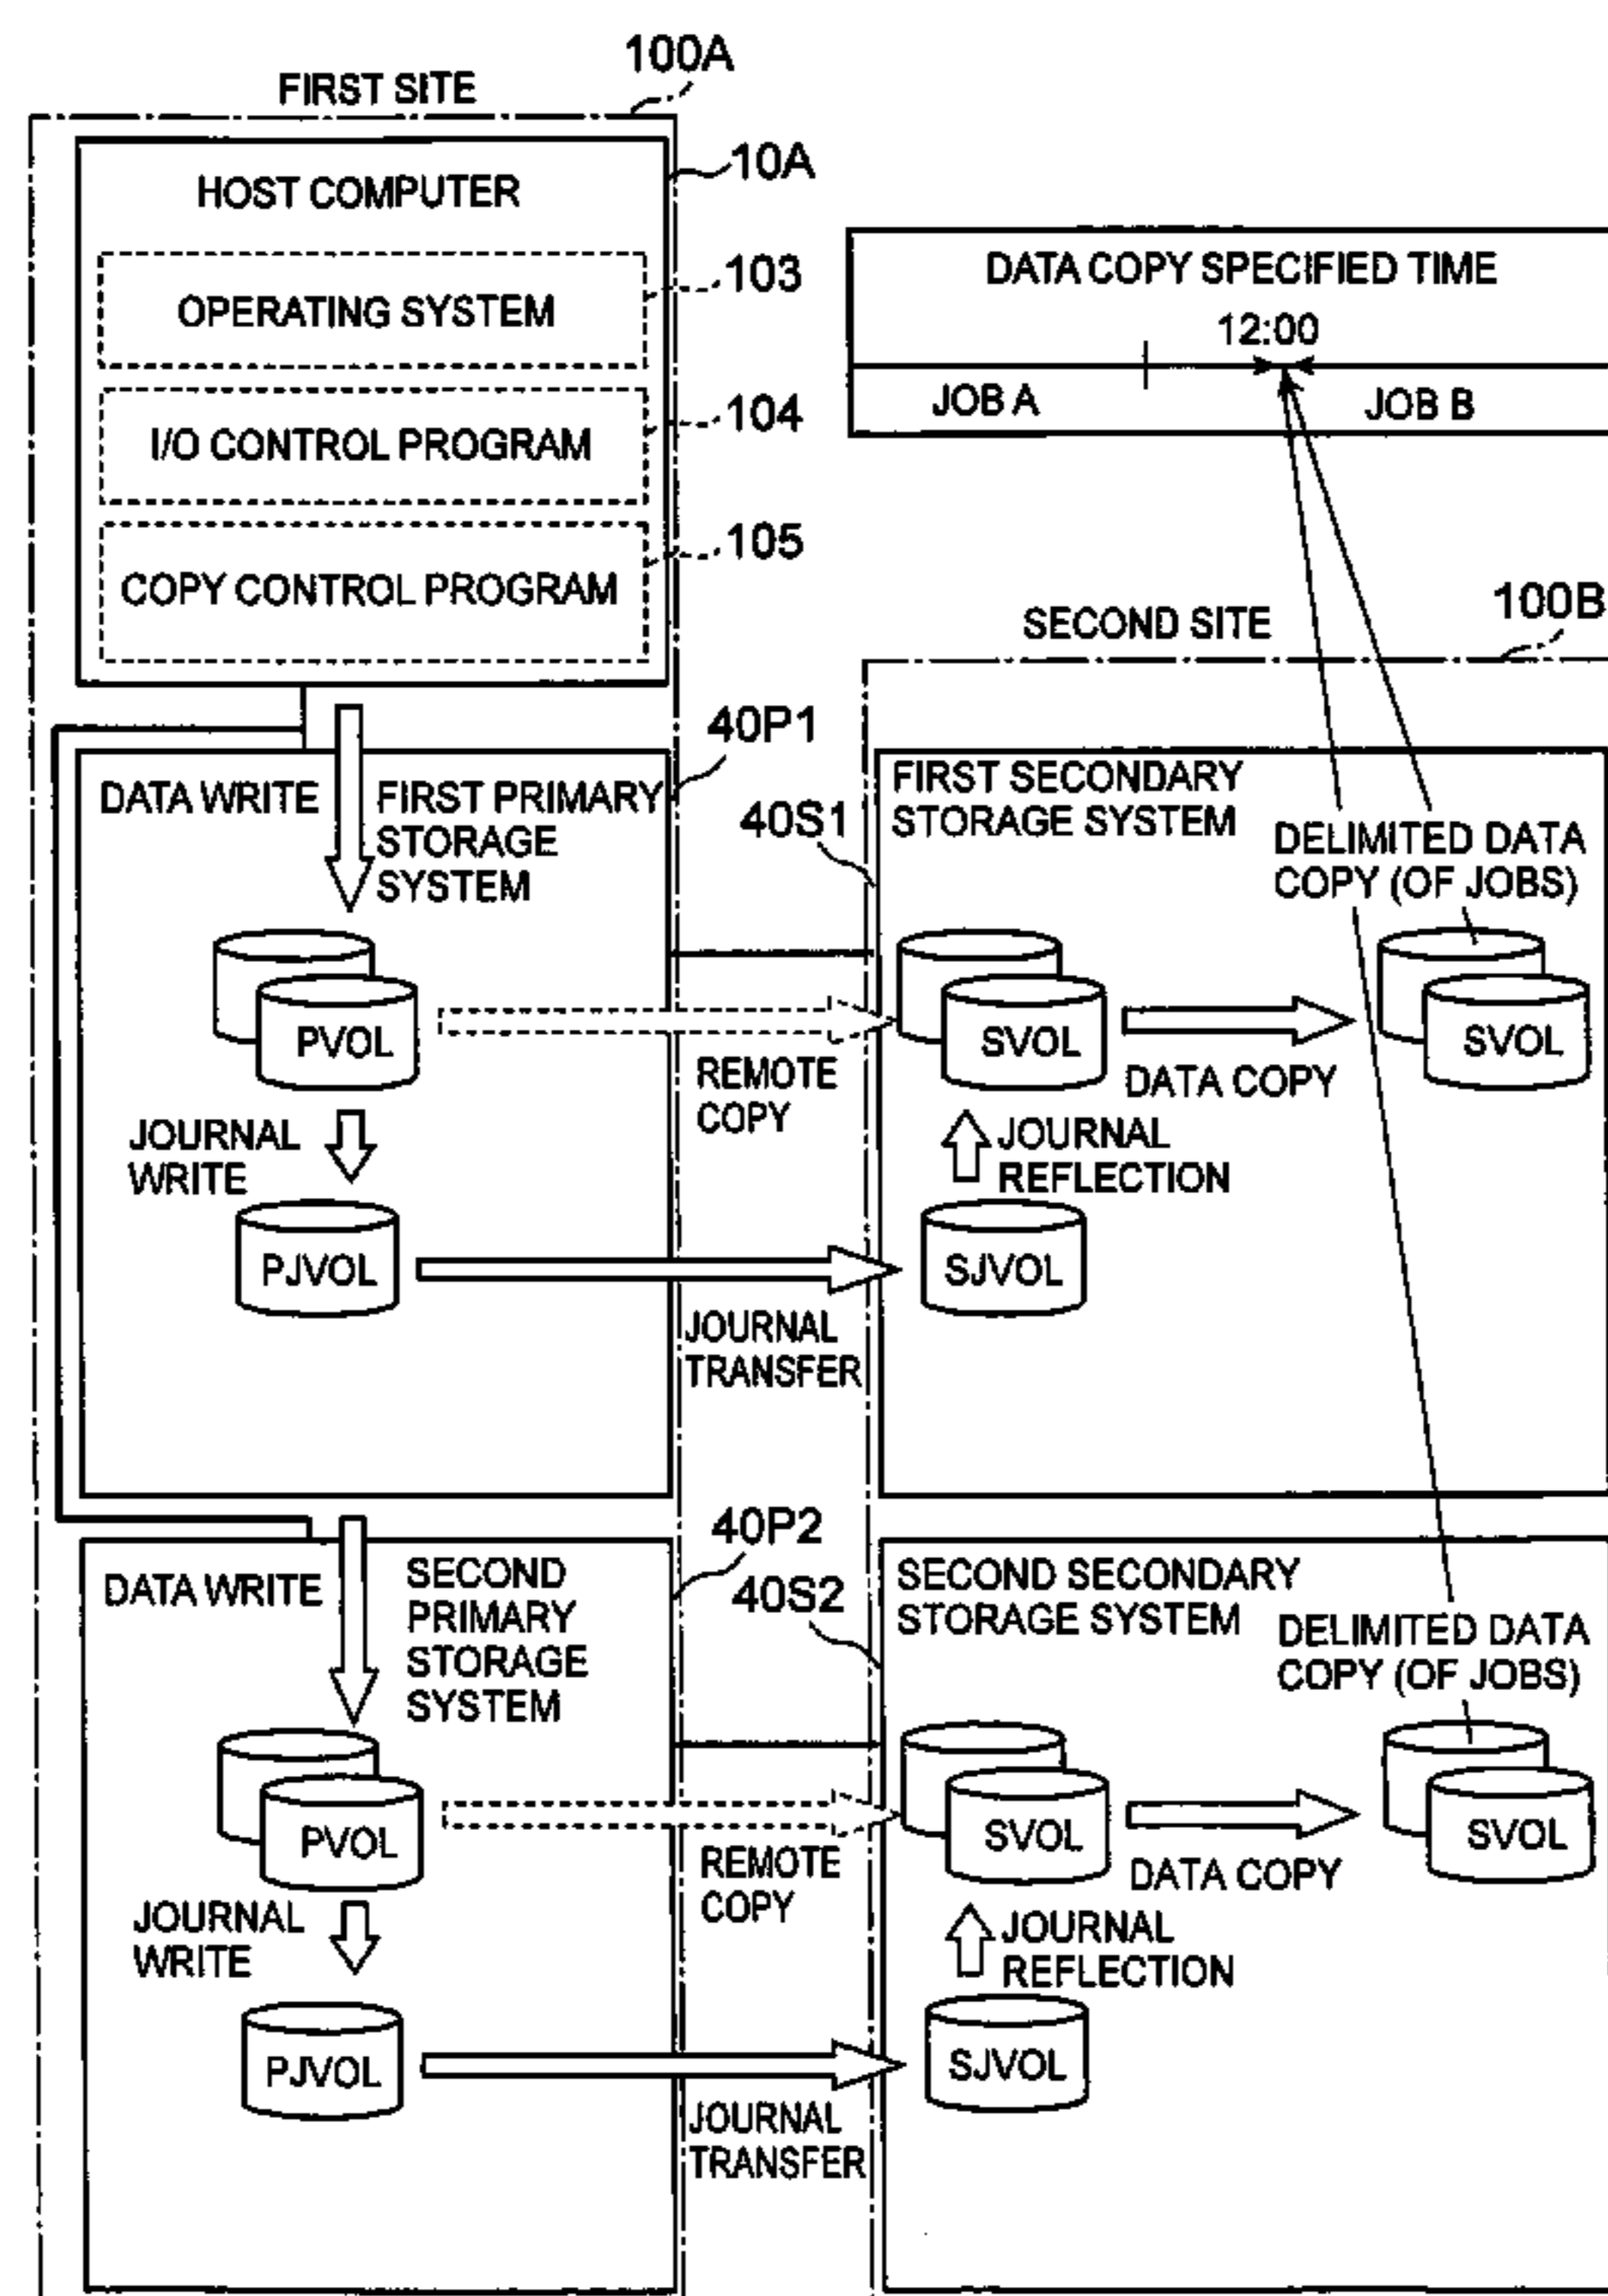 100A
FIRST SITE
10A
HOST COMPUTER
103
OPERATING SYSTEM
104
I/O CONTROL PROGRAM
105
COPY CONTROL PROGRAM
DATA COPY SPECIFIED TIME
12:00
JOB A
JOB B
SECOND SITE
100B
40P1
DATA WRITE
FIRST PRIMARY
STORAGE
SYSTEM
PVOL
JOURNAL
WRITE
PJVOL
REMOTE
COPY
JOURNAL
TRANSFER
40S1
FIRST SECONDARY
STORAGE SYSTEM
DELIMITED DATA
COPY (OF JOBS)
SVOL
DATA COPY
SVOL
JOURNAL
REFLECTION
SJVOL
40P2
DATA WRITE
SECOND
PRIMARY
STORAGE
SYSTEM
PVOL
JOURNAL
WRITE
PJVOL
REMOTE
COPY
JOURNAL
TRANSFER
40S2
SECOND SECONDARY
STORAGE SYSTEM
DELIMITED DATA
COPY (OF JOBS)
SVOL
DATA COPY
SVOL
JOURNAL
REFLECTION
SJVOL